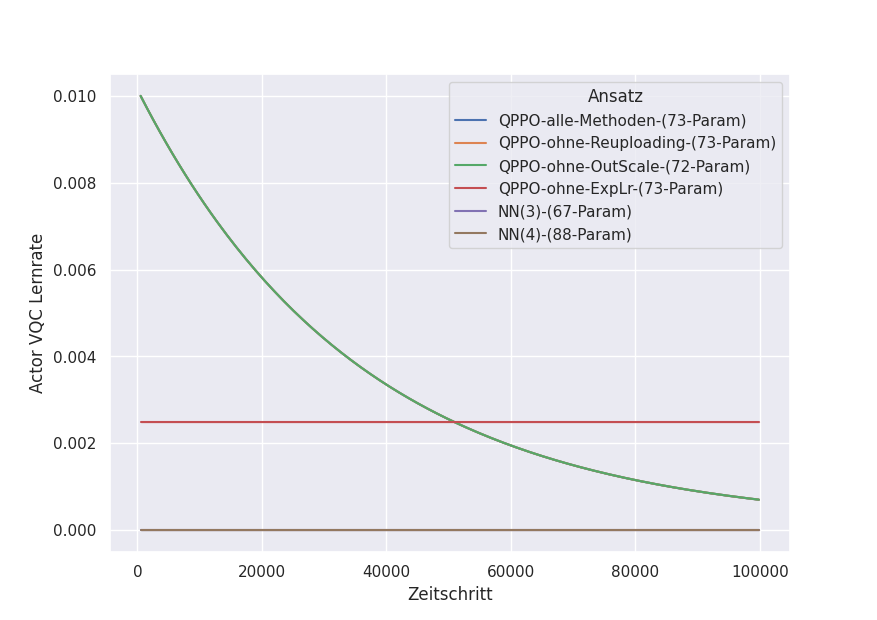 0.010
0.008
0.006
0.004
0.002
0.000
Actor VQC Lernrate
Ansatz
QPPO-alle-Methoden-(73-Param)
QPPO-ohne-Reuploading-(73-Param)
QPPO-ohne-OutScale-(72-Param)
QPPO-ohne-ExpLr-(73-Param)
NN(3)-(67-Param)
NN(4)-(88-Param)
0 20000 40000 60000 80000 100000
Zeitschritt